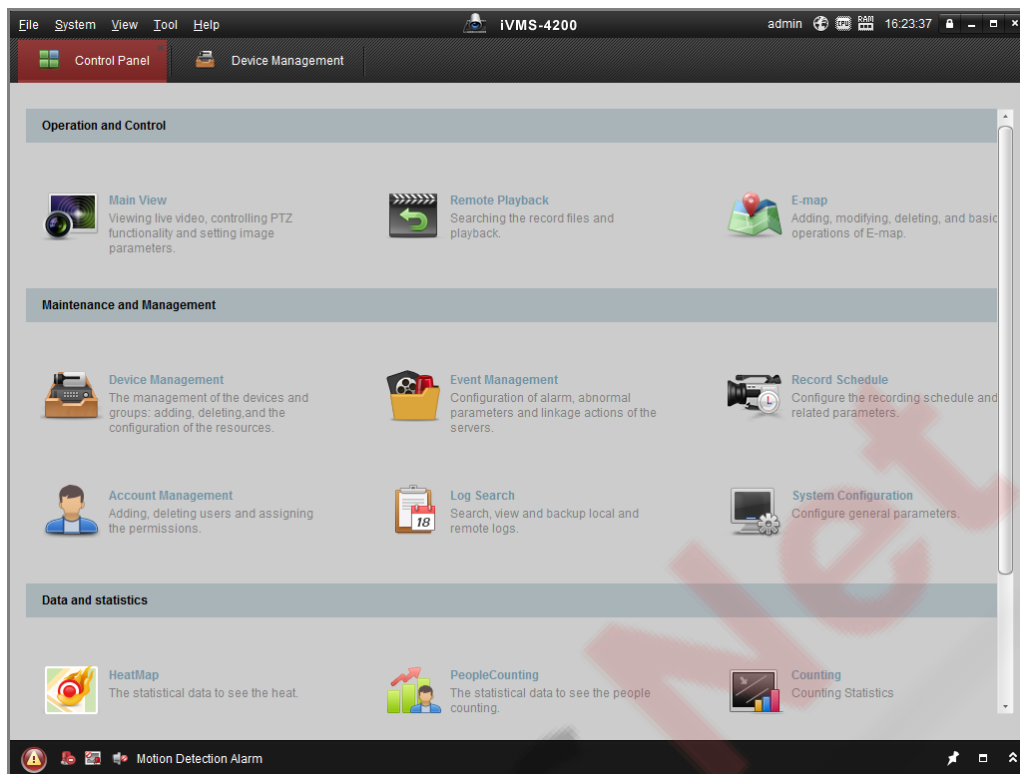 File System View Tool Help
iVMS-4200
admin CPU RAM 16:23:37
Control Panel
Device Management
Operation and Control
Main View
Viewing live video, controlling PTZ
functionality and setting image
parameters.
Remote Playback
Searching the record files and
playback.
E-map
Adding, modifying, deleting, and basic
operations of E-map.
Maintenance and Management
Device Management
The management of the devices and
groups: adding, deleting,and the
configuration of the resources.
Event Management
Configuration of alarm, abnormal
parameters and linkage actions of the
servers.
Record Schedule
Configure the recording schedule and
related parameters.
Account Management
Adding, deleting users and assigning
the permissions.
18
Log Search
Search, view and backup local and
remote logs.
System Configuration
Configure general parameters.
Data and statistics
HeatMap
The statistical data to see the heat.
PeopleCounting
The statistical data to see the people
counting.
Counting
Counting Statistics
Motion Detection Alarm
Net